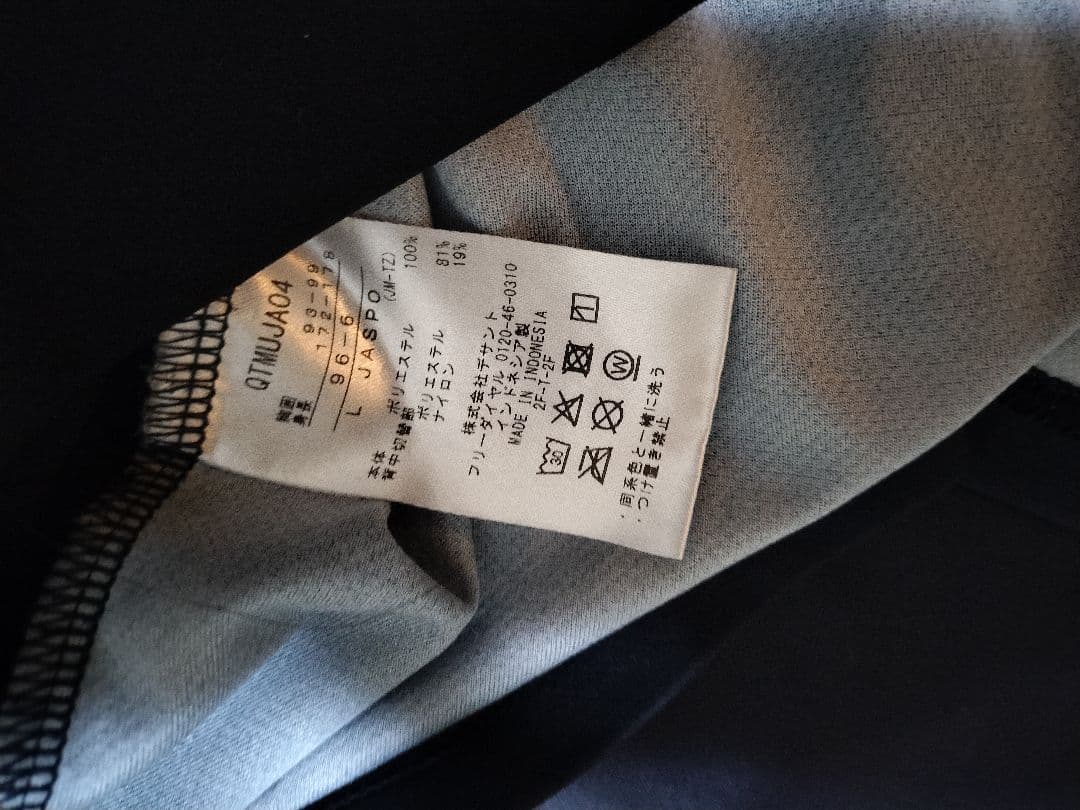 QTMUJA04
胸囲 93-99
身長 172-178
96-6
L JASPO
(JM-TZ)
本体 ポリエステル 100%
背中切替部 ポリエステル 81%
ナイロン 19%
株式会社デサント
フリーダイヤル 0120-46-0310
インドネシア製
MADE IN INDONESIA
2F-T-2F
30
W
・同系色と一緒に洗う
・つけ置き禁止